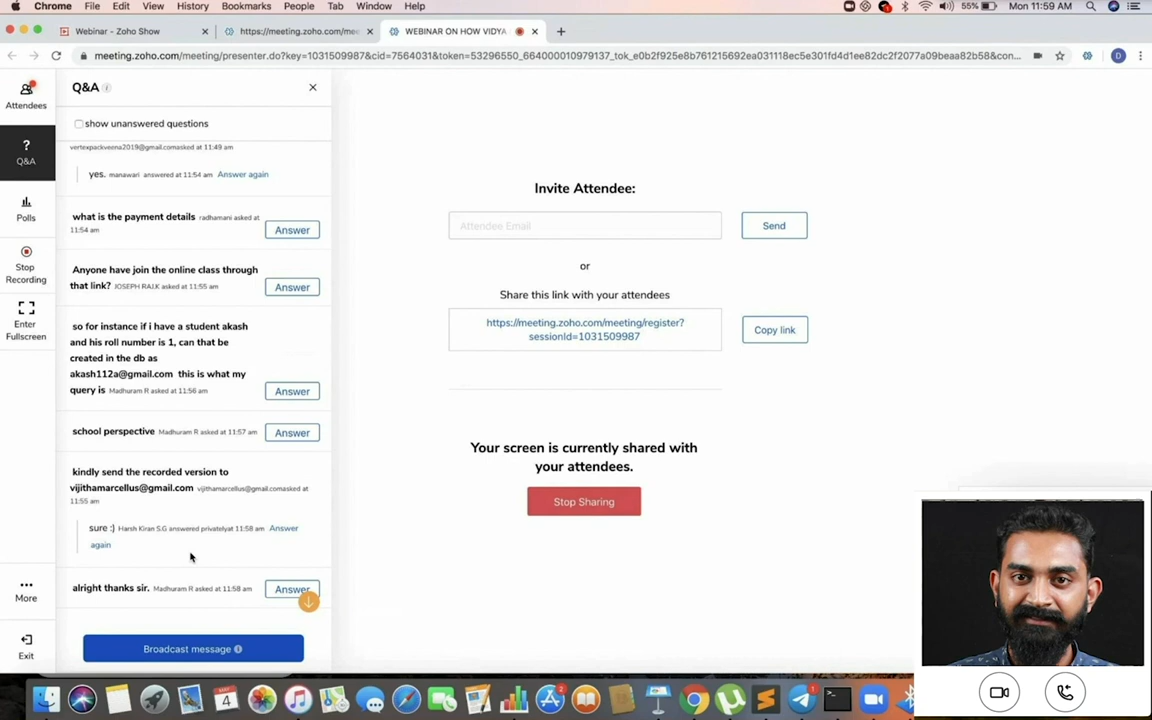 Chrome File Edit View History Bookmarks People Tab Window Help
55% Mon 11:59 AM
Webinar - Zoho Show
https://meeting.zoho.com/mee
WEBINAR ON HOW VIDYA
meeting.zoho.com/meeting/presenter.do?key=1031509987&cid=7564031&token=53296550_664000010979137_tok_e0b2f925e8b761215692ea031118ec5e301fd4d1ee82dc2f7077a09beaa82b58&con...
D
Attendees
Q&A
Polls
Stop
Recording
Enter
Fullscreen
More
Exit
Q&A
show unanswered questions
vertexpackveena2019@gmail.comasked at 11:49 am
yes. manawari answered at 11:54 am Answer again
what is the payment details radhamani asked at
11:54 am
Answer
Anyone have join the online class through
that link? JOSEPH RAJ.K asked at 11:55 am
Answer
so for instance if i have a student akash
and his roll number is 1, can that be
created in the db as
akash112a@gmail.com this is what my
query is Madhuram R asked at 11:56 am
Answer
school perspective Madhuram R asked at 11:57 am
Answer
kindly send the recorded version to
vijithamarcellus@gmail.com vijithamarcellus@gmail.comasked at
11:55 am
sure :) Harsh Kiran S.G answered privatelyat 11:58 am Answer
again
alright thanks sir. Madhuram R asked at 11:58 am
Answer
Broadcast message
Invite Attendee:
Attendee Email
Send
or
Share this link with your attendees
https://meeting.zoho.com/meeting/register?
sessionId=1031509987
Copy link
Your screen is currently shared with
your attendees.
Stop Sharing